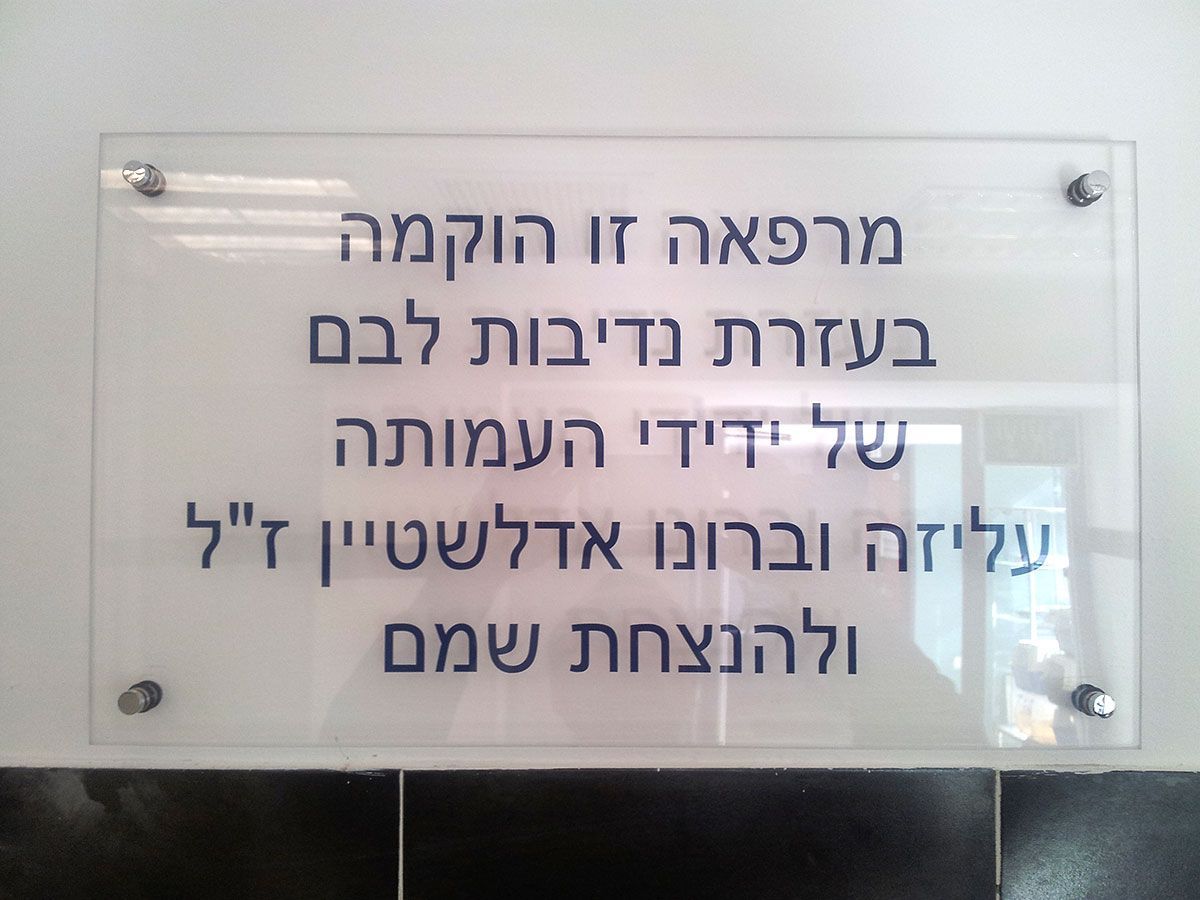 מרפאה זו הוקמה
בעזרת נדיבות לבם
של ידידי העמותה
עליזה וברונו אדלשטיין ז"ל
ולהנצחת שמם